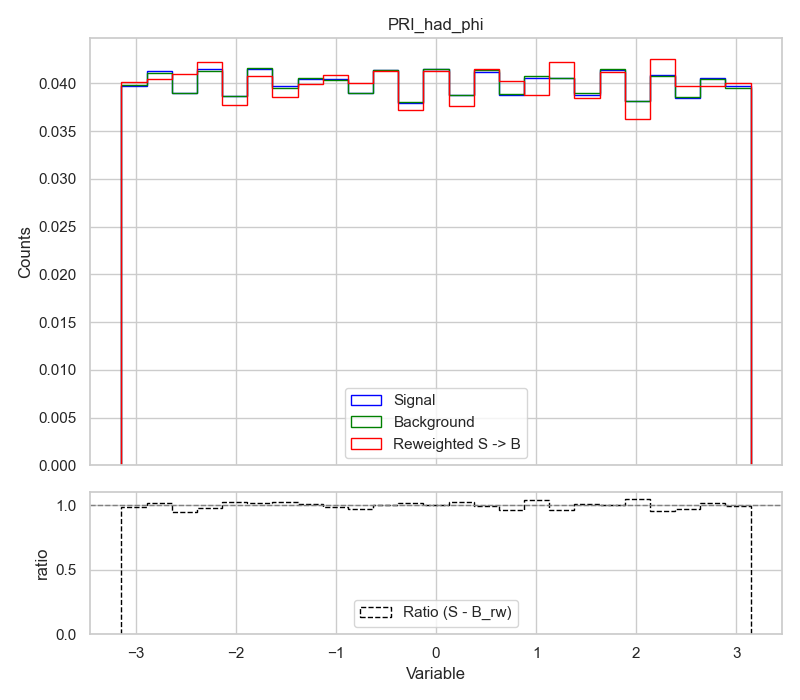 PRI_had_phi
0.040
0.035
0.030
0.025
0.020
0.015
0.010
0.005
0.000
Counts
Signal
Background
Reweighted S -> B
1.0
0.5
0.0
ratio
Ratio (S - B_rw)
−3
−2
−1
0
1
2
3
Variable